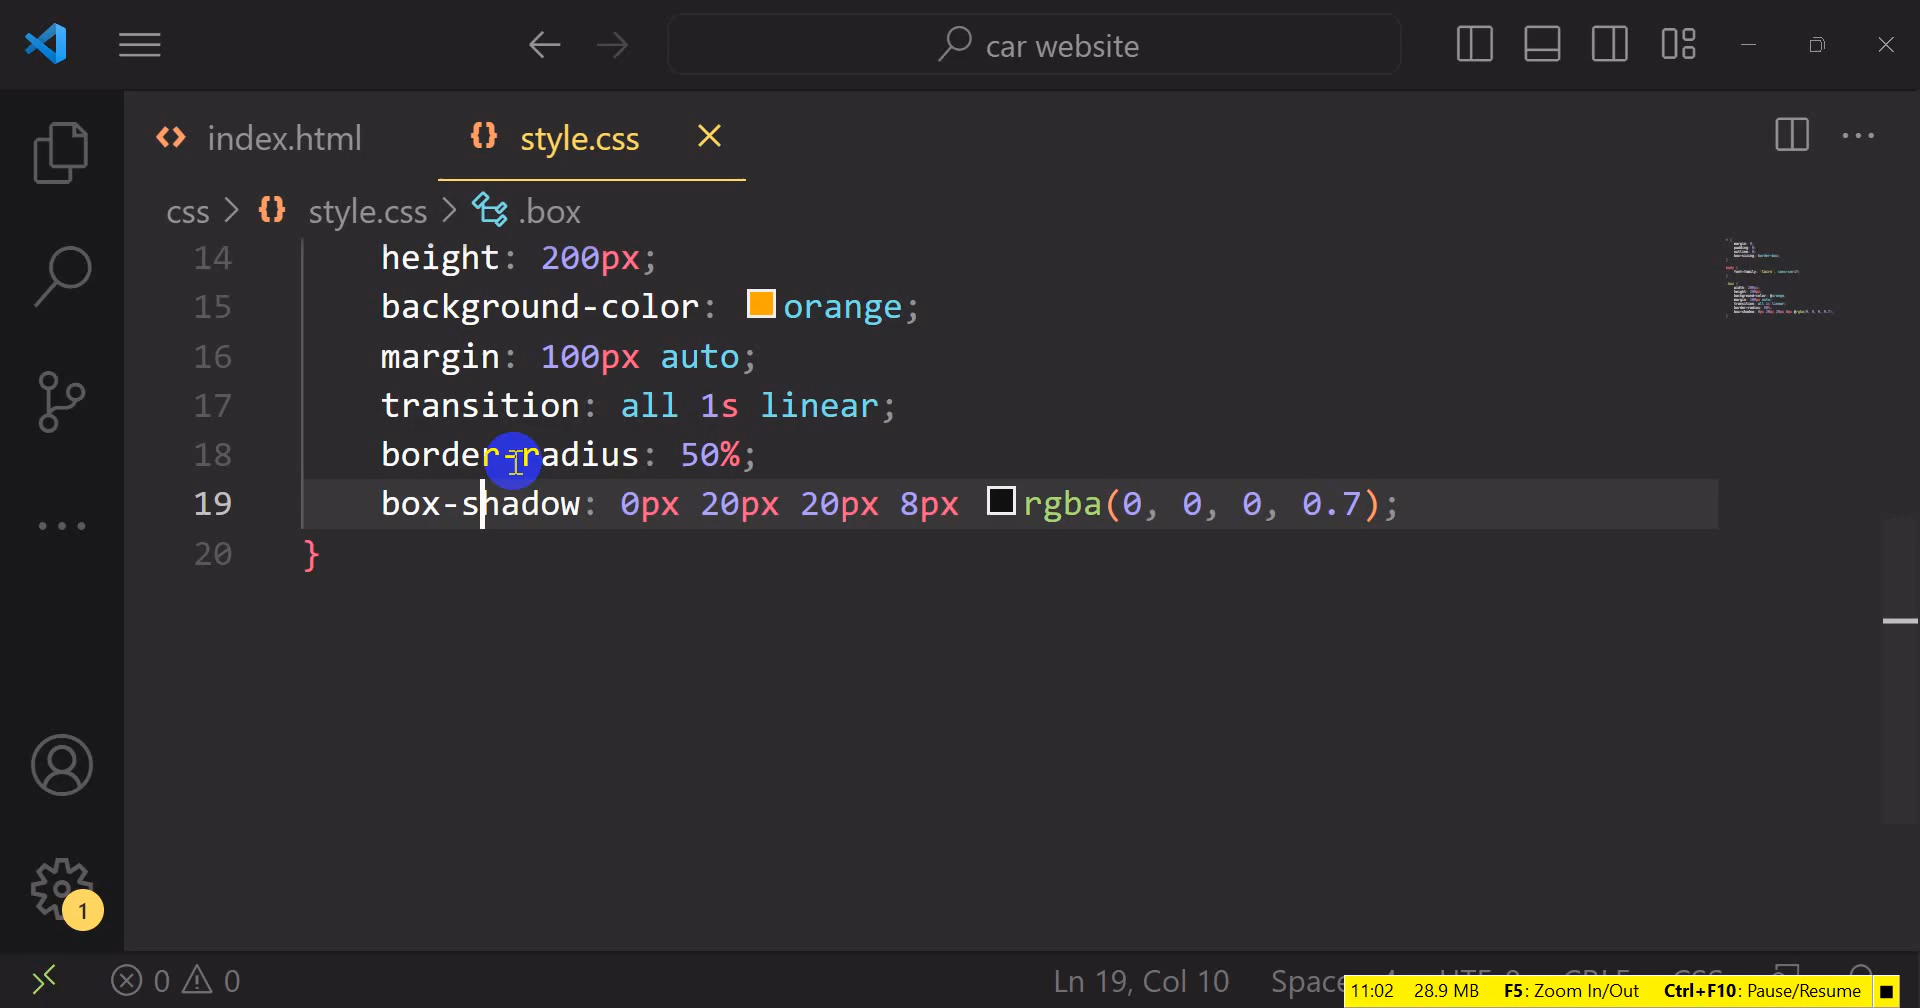 car website
index.html
style.css
css > style.css > .box
14 height: 200px;
15 background-color: orange;
16 margin: 100px auto;
17 transition: all 1s linear;
18 border-radius: 50%;
19 box-shadow: 0px 20px 20px 8px rgba(0, 0, 0, 0.7);
20 }
1
0 0
Ln 19, Col 10
11:02 28.9 MB F5: Zoom In/Out Ctrl+F10: Pause/Resume